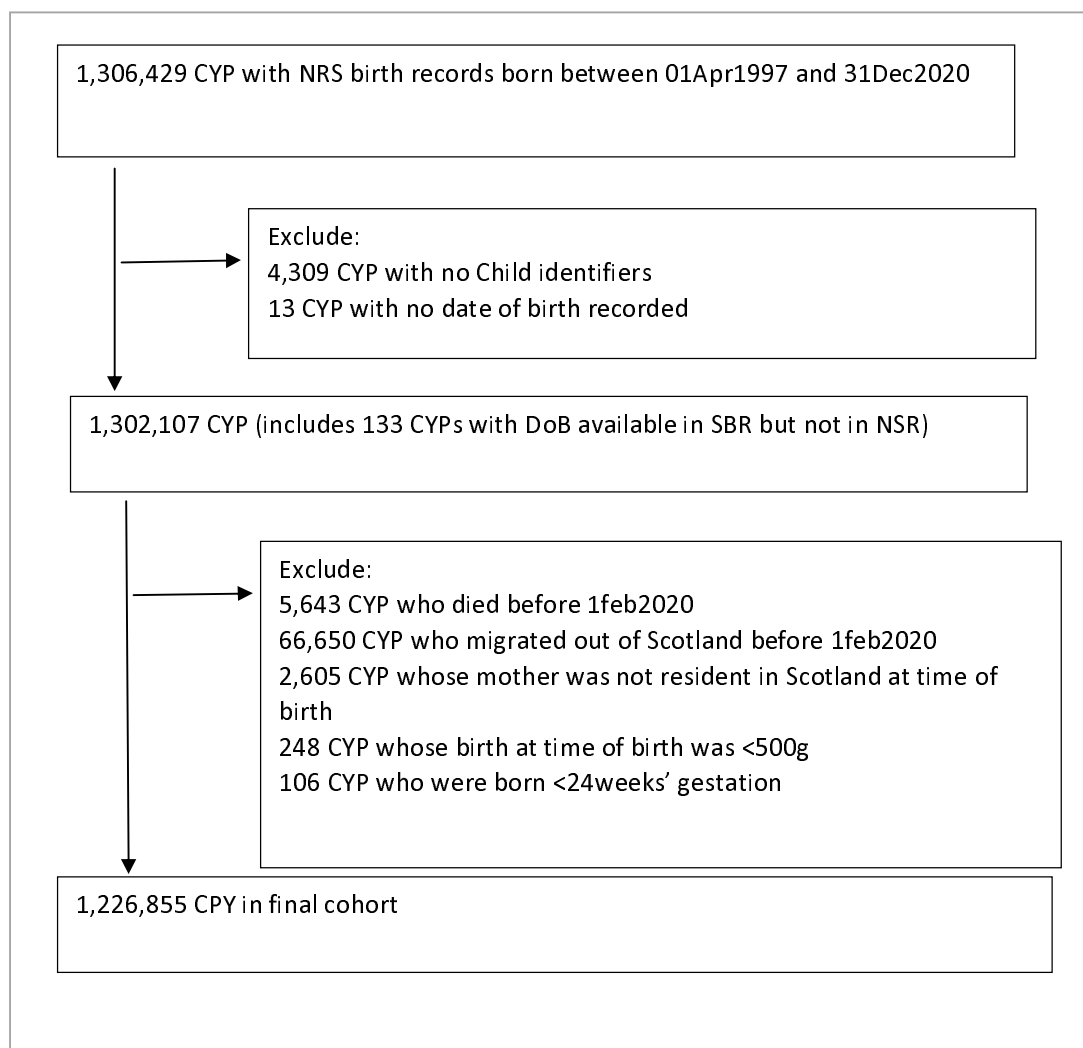 1,306,429 CYP with NRS birth records born between 01Apr1997 and 31Dec2020
Exclude:
4,309 CYP with no Child identifiers
13 CYP with no date of birth recorded
1,302,107 CYP (includes 133 CYPs with DoB available in SBR but not in NSR)
Exclude:
5,643 CYP who died before 1feb2020
66,650 CYP who migrated out of Scotland before 1feb2020
2,605 CYP whose mother was not resident in Scotland at time of
birth
248 CYP whose birth at time of birth was <500g
106 CYP who were born <24weeks’ gestation
1,226,855 CPY in final cohort